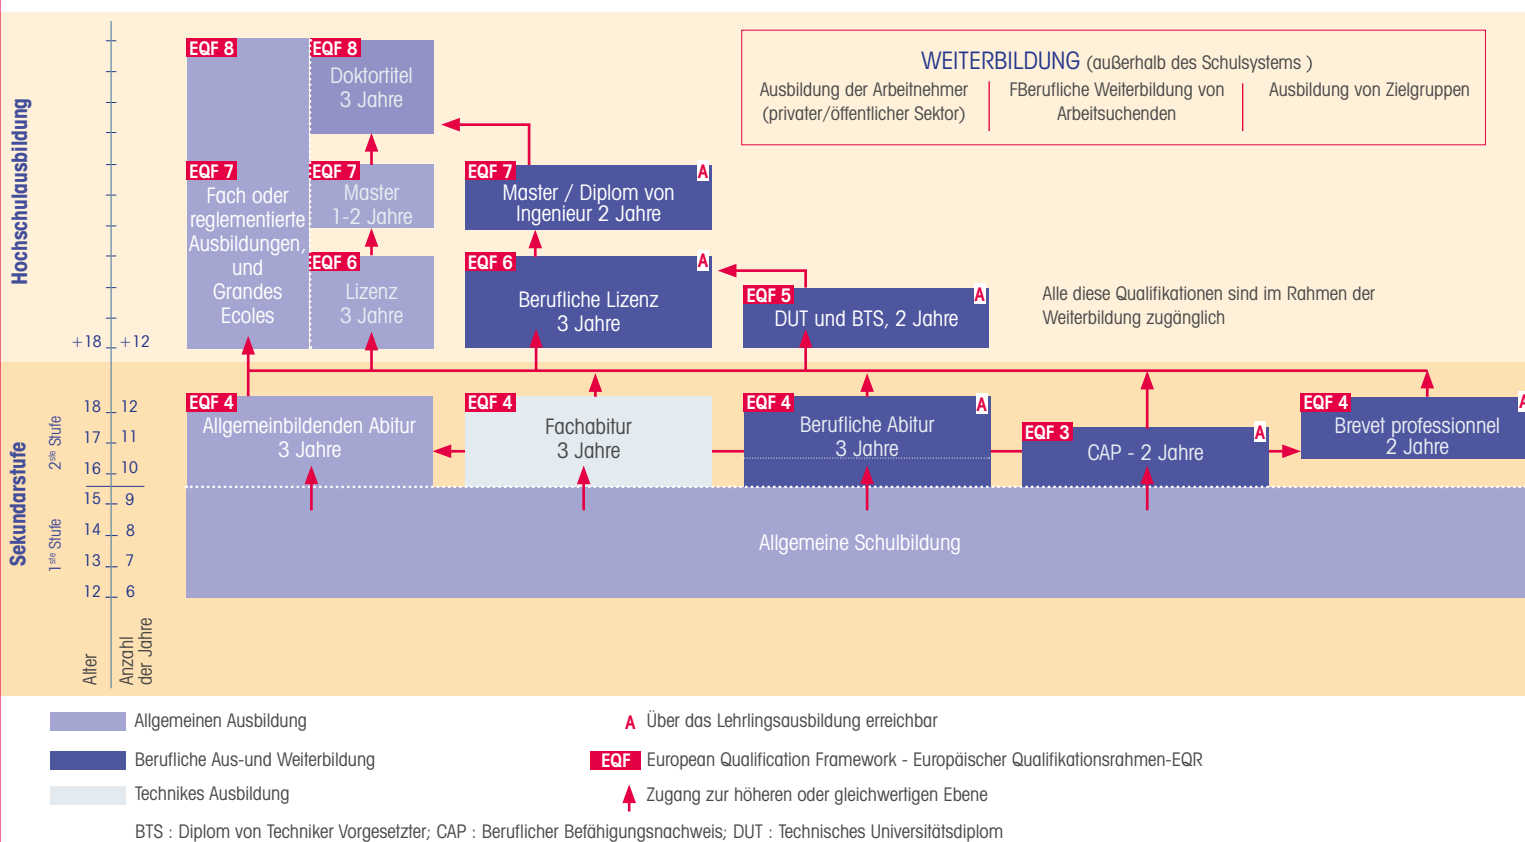 EQF 8
EQF 8
Doktortitel
3 Jahre
WEITERBILDUNG (außerhalb des Schulsystems )
Ausbildung der Arbeitnehmer
(privater/öffentlicher Sektor)
FBerufliche Weiterbildung von
Arbeitsuchenden
Ausbildung von Zielgruppen
Hochschulausbildung
EQF 7
Fach oder
reglementierte
Ausbildungen,
und
Grandes
Ecoles
EQF 7
Master
1-2 Jahre
EQF 7
A
Master / Diplom von
Ingenieur 2 Jahre
EQF 6
Lizenz
3 Jahre
EQF 6
A
Berufliche Lizenz
3 Jahre
EQF 5
A
DUT und BTS, 2 Jahre
Alle diese Qualifikationen sind im Rahmen der
Weiterbildung zugänglich
+18 +12
Sekundarstufe
2ste Stufe
1ste Stufe
18 12
17 11
16 10
15 9
14 8
13 7
12 6
Alter
Anzahl
der Jahre
EQF 4
Allgemeinbildenden Abitur
3 Jahre
EQF 4
Fachabitur
3 Jahre
EQF 4
A
Berufliche Abitur
3 Jahre
EQF 3
A
CAP - 2 Jahre
EQF 4
A
Brevet professionnel
2 Jahre
Allgemeine Schulbildung
Allgemeinen Ausbildung
Berufliche Aus-und Weiterbildung
Technikes Ausbildung
A Über das Lehrlingsausbildung erreichbar
EQF European Qualification Framework - Europäischer Qualifikationsrahmen-EQR
Zugang zur höheren oder gleichwertigen Ebene
BTS : Diplom von Techniker Vorgesetzter; CAP : Beruflicher Befähigungsnachweis; DUT : Technisches Universitätsdiplom